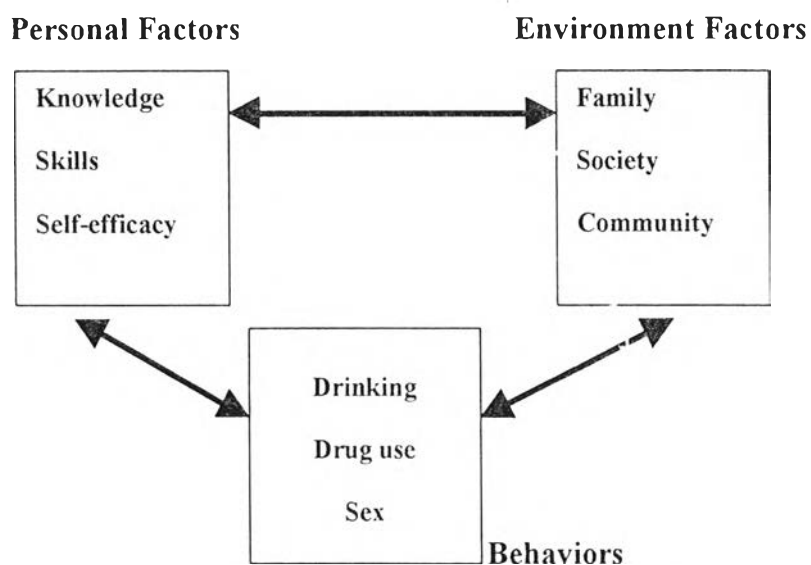 Personal Factors
Environment Factors
Knowledge
Skills
Self-efficacy
Family
Society
Community
Drinking
Drug use
Sex
Behaviors